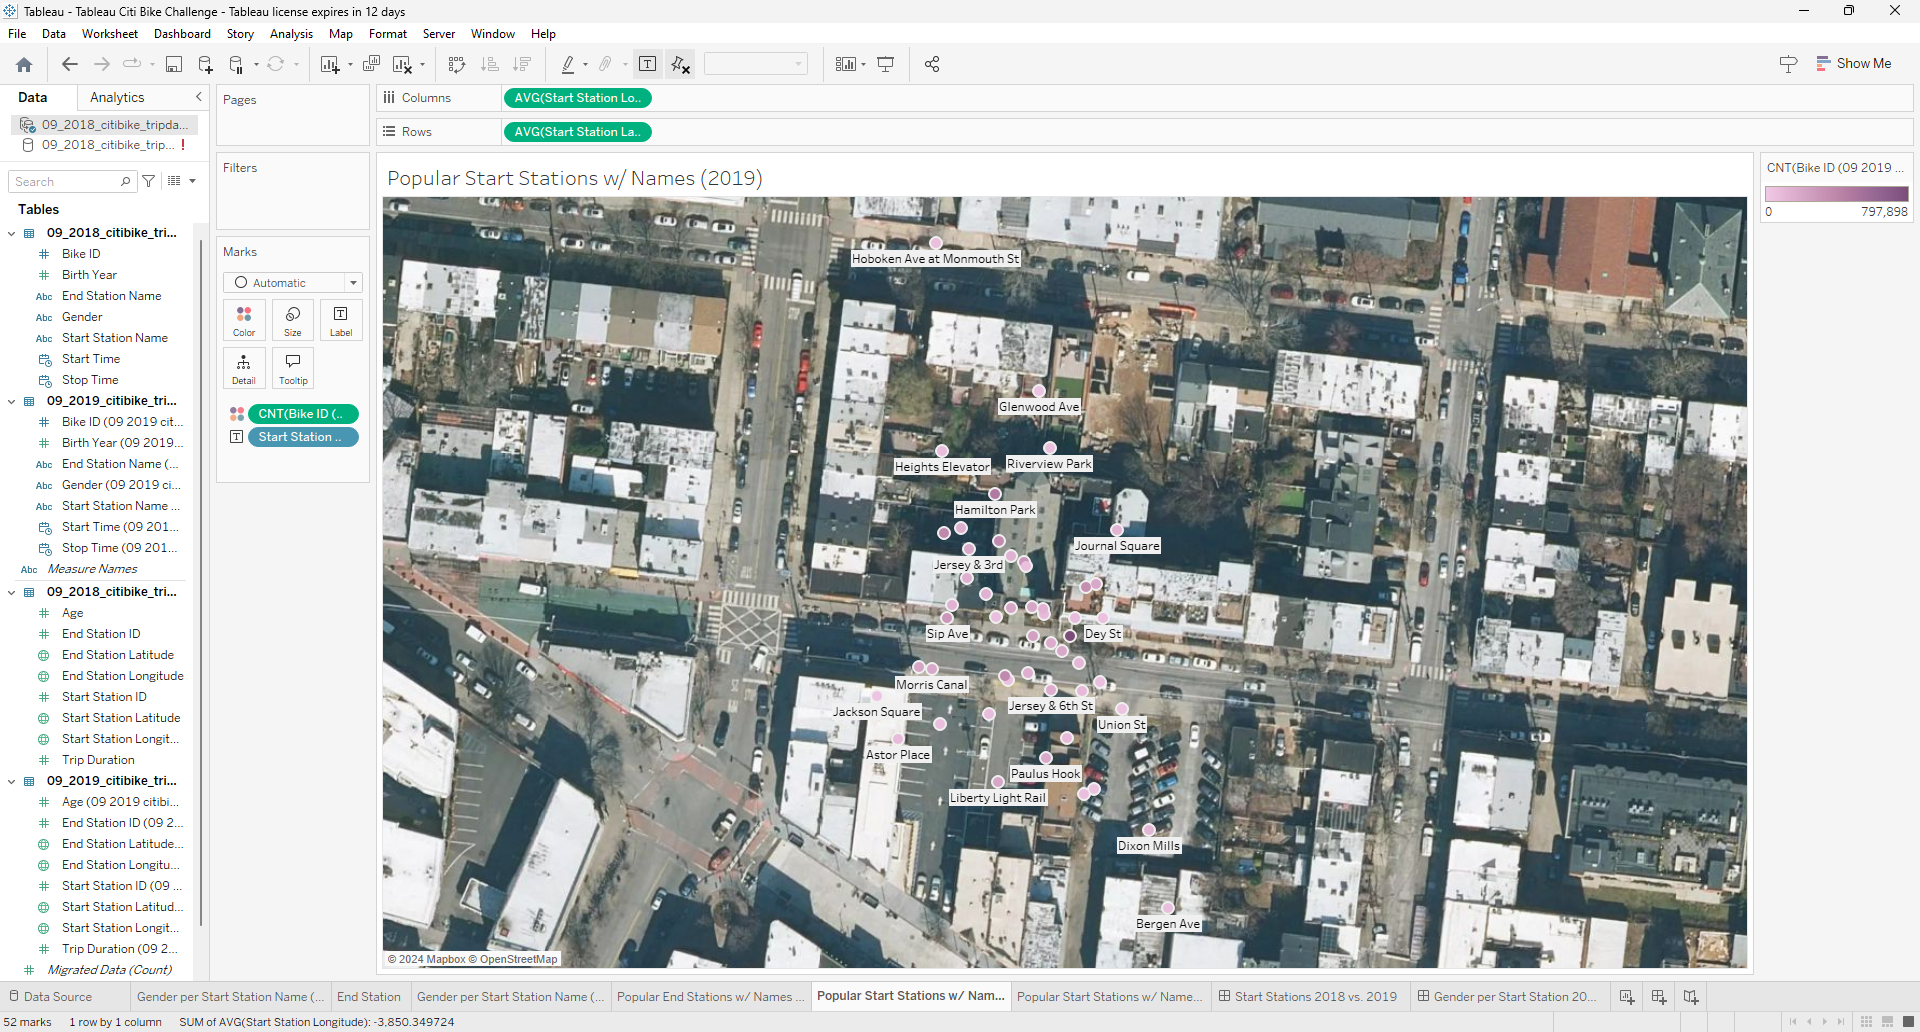 Tableau - Tableau Citi Bike Challenge - Tableau license expires in 12 days
File Data Worksheet Dashboard Story Analysis Map Format Server Window Help
Show Me
Data Analytics
09_2018_citibike_tripda...
09_2018_citibike_trip... !
Search
Tables
09_2018_citibike_tri...
Bike ID
Birth Year
Abc End Station Name
Abc Gender
Abc Start Station Name
Start Time
Stop Time
09_2019_citibike_tri...
Bike ID (09 2019 cit...
Birth Year (09 2019...
Abc End Station Name (...
Abc Gender (09 2019 ci...
Abc Start Station Name ...
Start Time (09 201...
Stop Time (09 201...
Abc Measure Names
09_2018_citibike_tri...
Age
End Station ID
End Station Latitude
End Station Longitude
Start Station ID
Start Station Latitude
Start Station Longit...
Trip Duration
09_2019_citibike_tri...
Age (09 2019 citibi...
End Station ID (09 2...
End Station Latitude...
End Station Longitu...
Start Station ID (09 ...
Start Station Latitud...
Start Station Longit...
Trip Duration (09 2...
Migrated Data (Count)
Pages
Filters
Marks
Automatic
Color Size Label
Detail Tooltip
CNT(Bike ID (..
Start Station ..
Columns AVG(Start Station Lo..
Rows AVG(Start Station La..
Popular Start Stations w/ Names (2019)
Hoboken Ave at Monmouth St
Glenwood Ave
Heights Elevator
Riverview Park
Hamilton Park
Journal Square
Jersey & 3rd
Sip Ave
Dey St
Morris Canal
Jackson Square
Jersey & 6th St
Union St
Astor Place
Paulus Hook
Liberty Light Rail
Dixon Mills
Bergen Ave
© 2024 Mapbox © OpenStreetMap
CNT(Bike ID (09 2019 ...
0 797,898
Data Source Gender per Start Station Name (... End Station Gender per Start Station Name (... Popular End Stations w/ Names ... Popular Start Stations w/ Nam... Popular Start Stations w/ Name... Start Stations 2018 vs. 2019 Gender per Start Station 20...
52 marks 1 row by 1 column SUM of AVG(Start Station Longitude): -3,850.349724